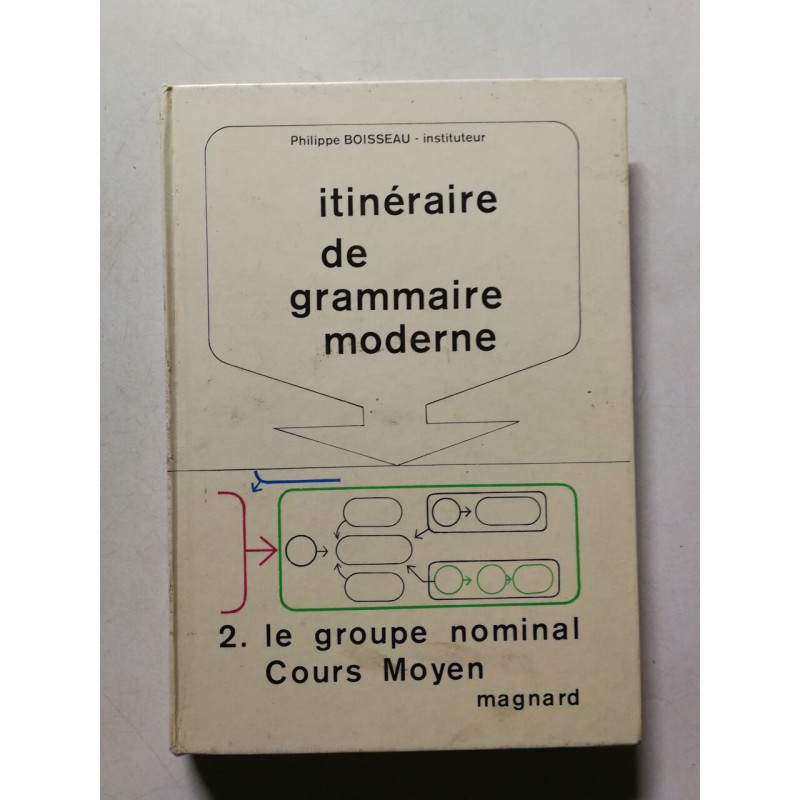 Philippe BOISSEAU - instituteur
itinéraire
de
grammaire
moderne
2. le groupe nominal
Cours Moyen
magnard